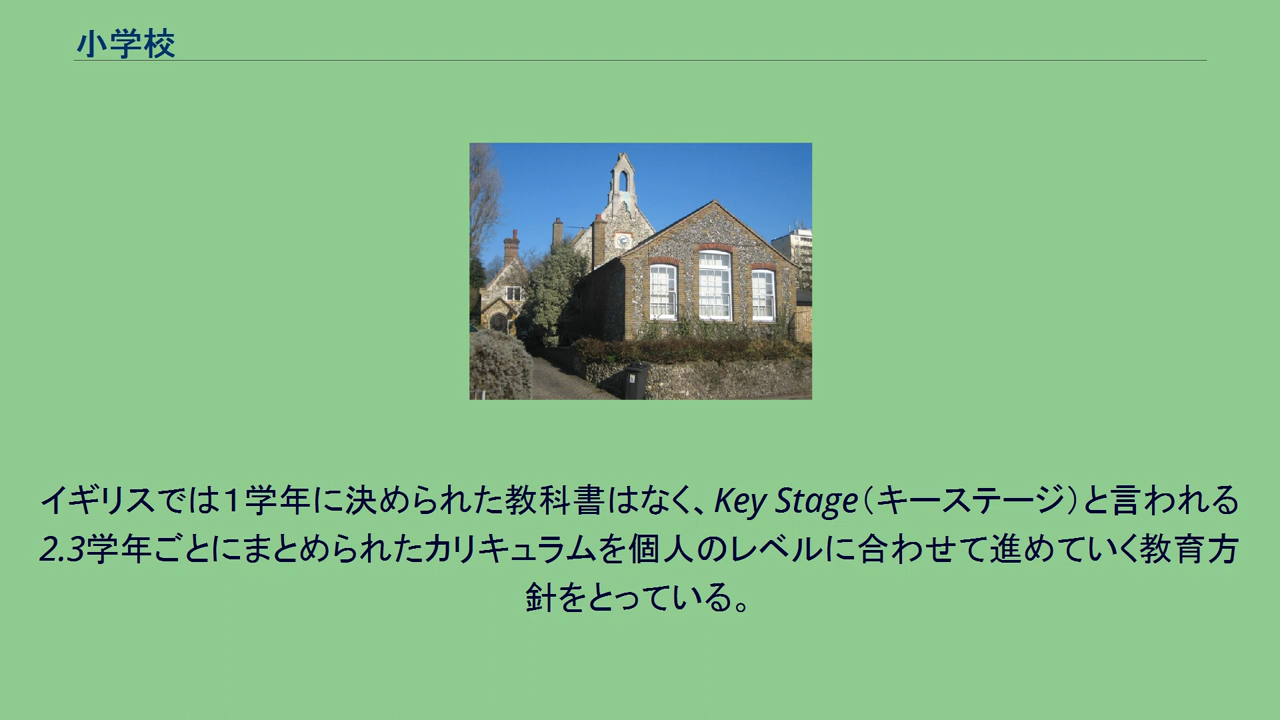 小学校
イギリスでは１学年に決められた教科書はなく、Key Stage（キーステージ）と言われる
2.3学年ごとにまとめられたカリキュラムを個人のレベルに合わせて進めていく教育方
針をとっている。